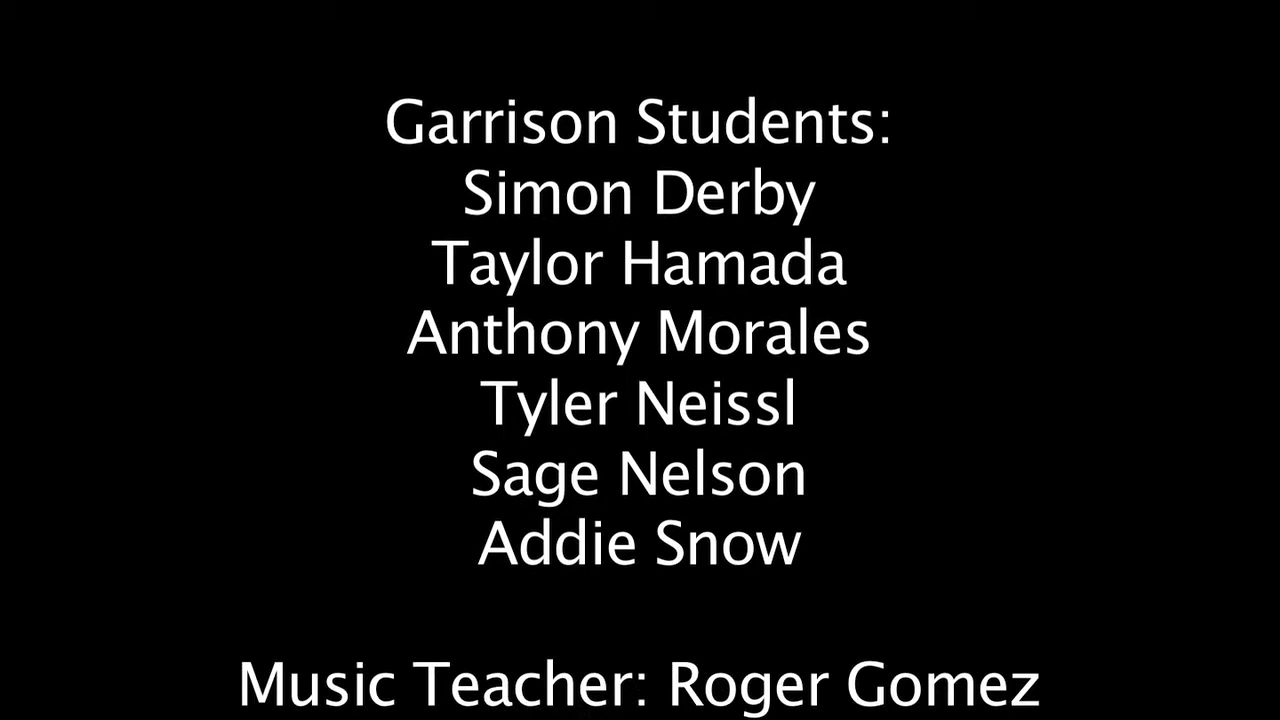 Garrison Students:
Simon Derby
Taylor Hamada
Anthony Morales
Tyler Neissl
Sage Nelson
Addie Snow
Music Teacher: Roger Gomez